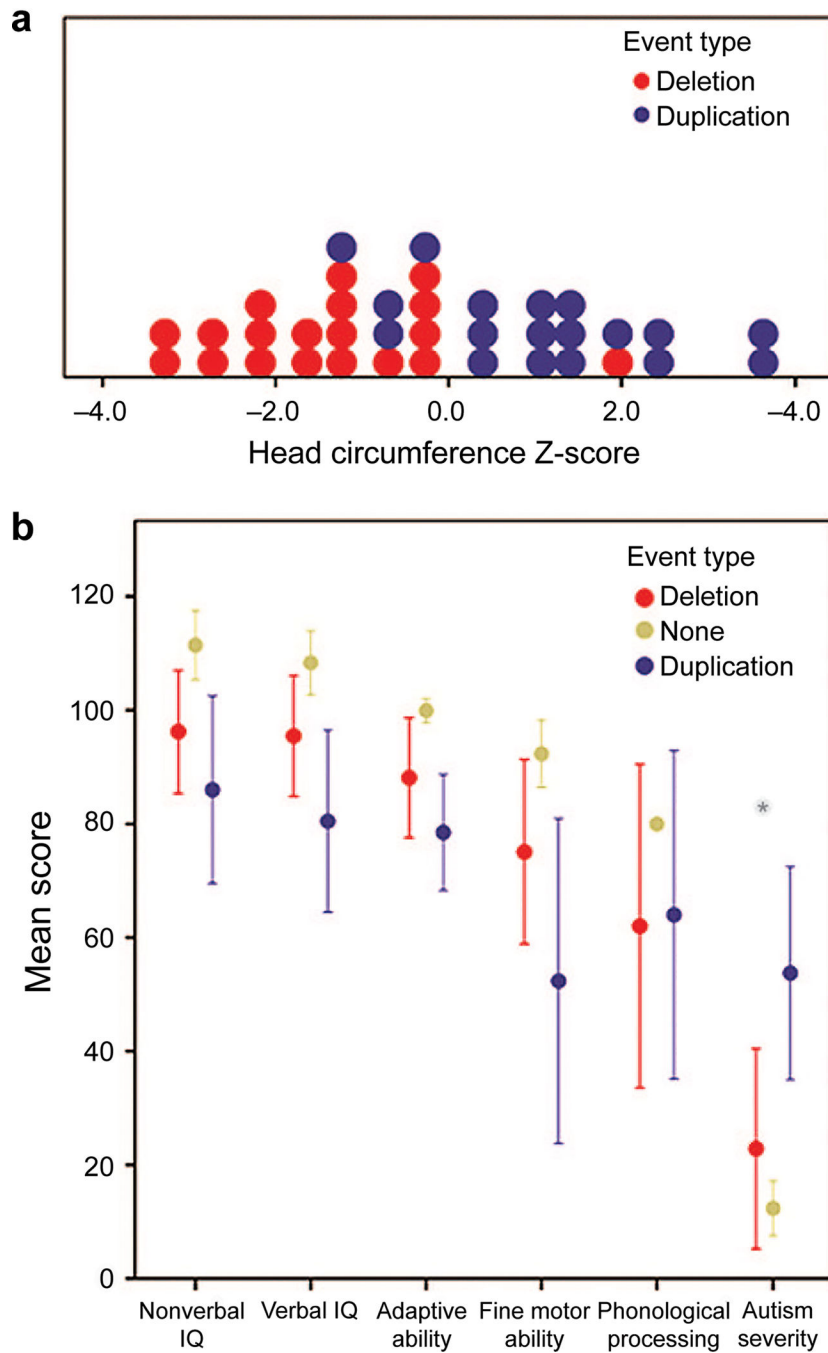 a
Event type
Deletion
Duplication
–4.0 –2.0 0.0 2.0 –4.0
Head circumference Z-score
b
Event type
Deletion
None
Duplication
120
100
80
60
40
20
0
Mean score
*
Nonverbal IQ
Verbal IQ
Adaptive ability
Fine motor ability
Phonological processing
Autism severity